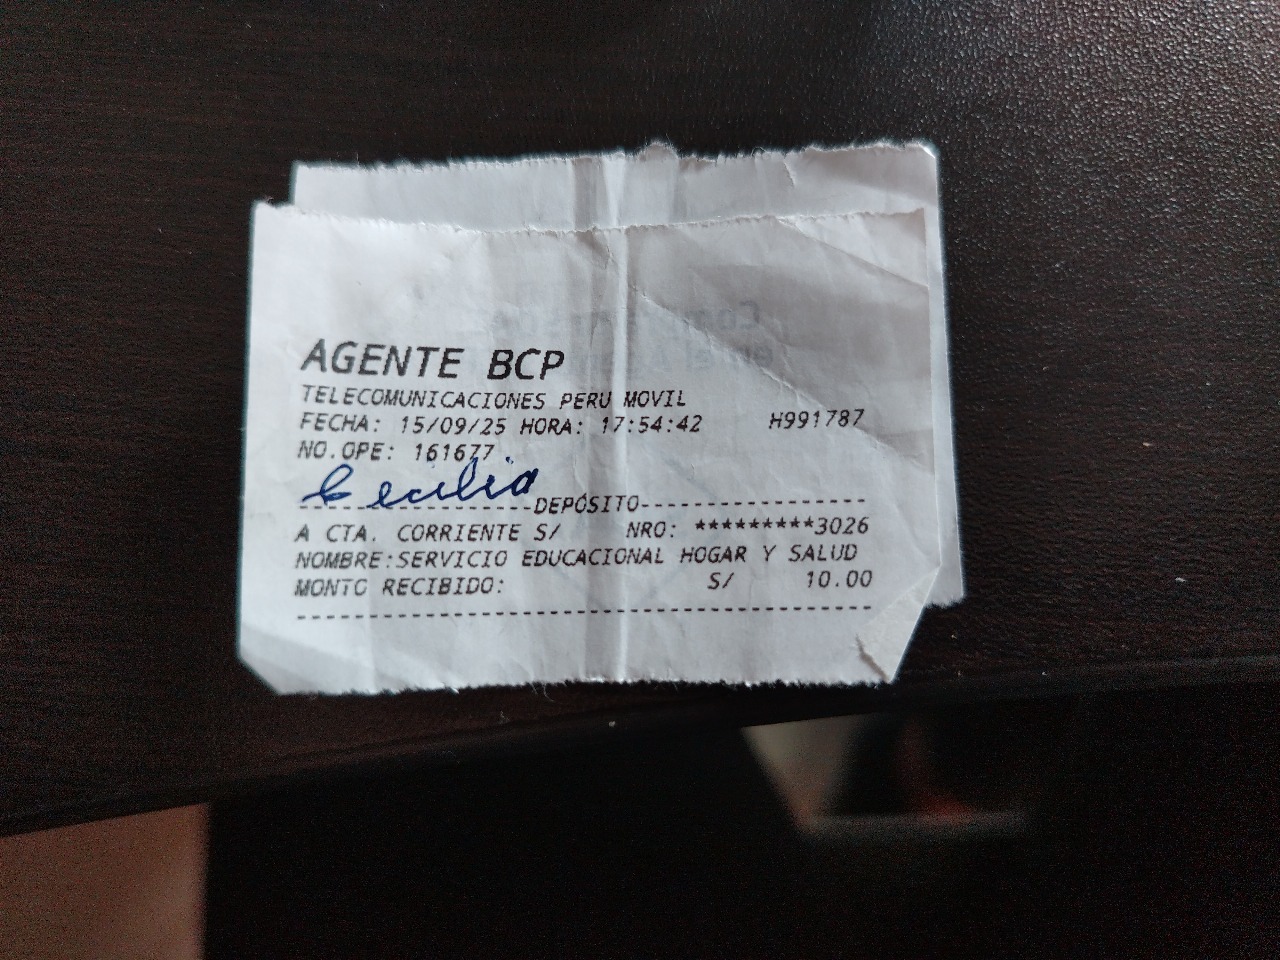 AGENTE BCP
TELECOMUNICACIONES PERU MOVIL
FECHA: 15/09/25 HORA: 17:54:42 H991787
NO.OPE: 161677
Cecilia
--------------------DEPÓSITO--------------------
A CTA. CORRIENTE S/ NRO: *********3026
NOMBRE:SERVICIO EDUCACIONAL HOGAR Y SALUD
MONTO RECIBIDO: S/ 10.00